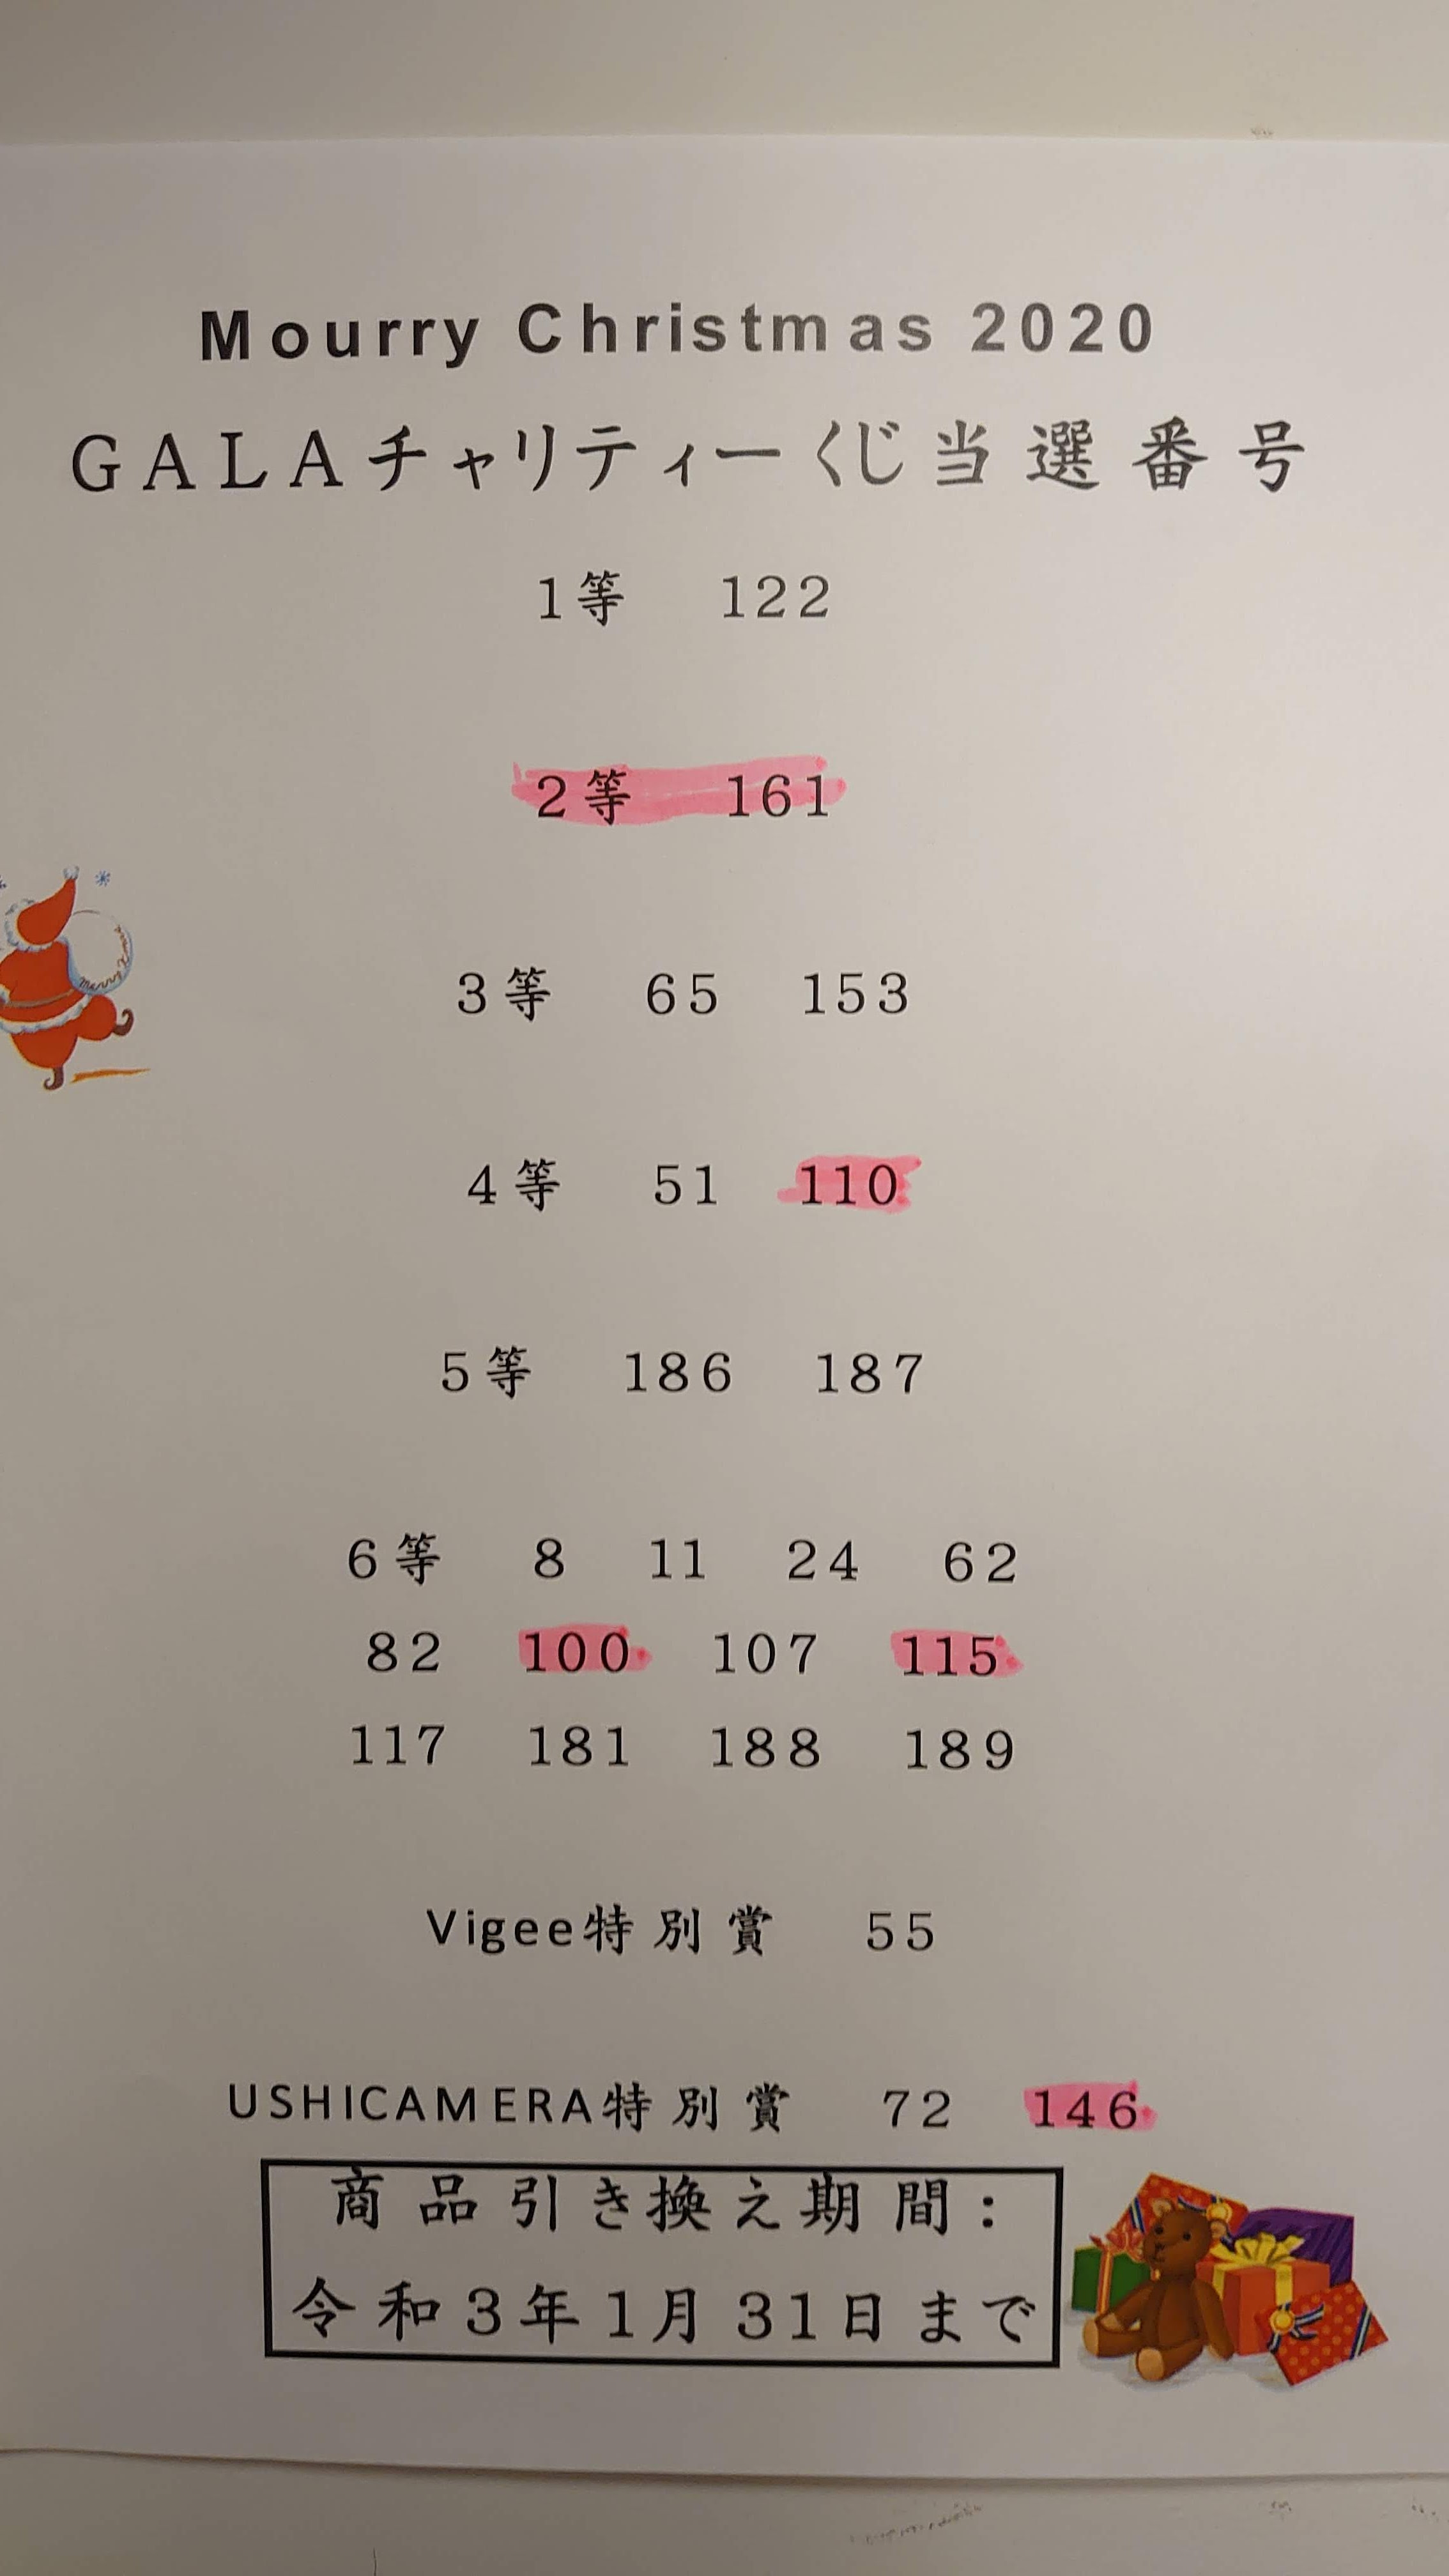 Mourry Christmas 2020
GALAチャリティーくじ当選番号
1等 122
2等 161
3等 65 153
4等 51 110
5等 186 187
6等 8 11 24 62
82 100 107 115
117 181 188 189
Vigee特別賞 55
USHICAMERA特別賞 72 146
商品引き換え期間:
令和3年1月31日まで